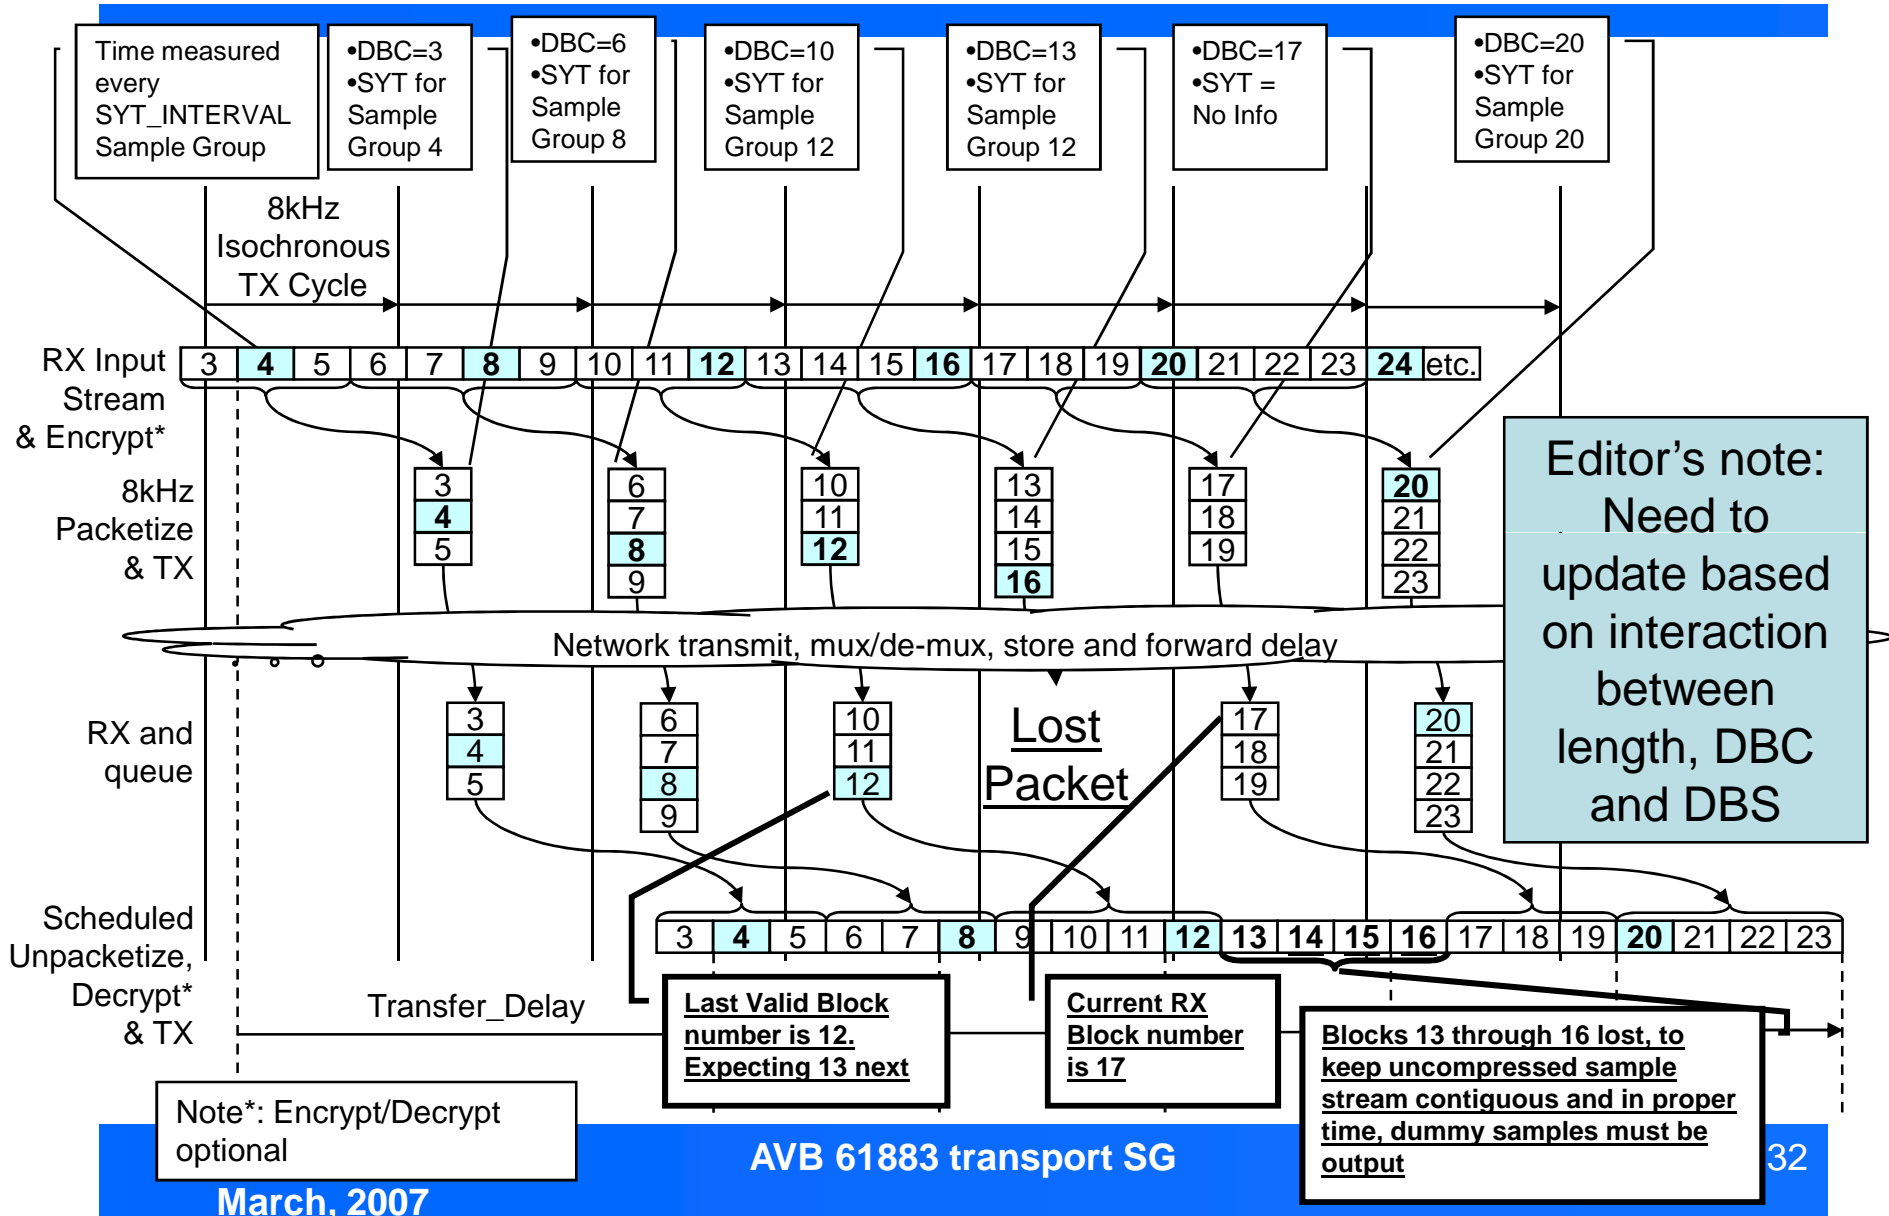 Time measured
every
SYT_INTERVAL
Sample Group
•DBC=3
•SYT for
Sample
Group 4
•DBC=6
•SYT for
Sample
Group 8
•DBC=10
•SYT for
Sample
Group 12
•DBC=13
•SYT for
Sample
Group 12
•DBC=17
•SYT =
No Info
•DBC=20
•SYT for
Sample
Group 20
8kHz
Isochronous
TX Cycle
RX Input
Stream
& Encrypt*
3 4 5 6 7 8 9 10 11 12 13 14 15 16 17 18 19 20 21 22 23 24 etc.
8kHz
Packetize
& TX
3
4
5
6
7
8
9
10
11
12
13
14
15
16
17
18
19
20
21
22
23
Editor's note:
Need to
update based
on interaction
between
length, DBC
and DBS
Network transmit, mux/de-mux, store and forward delay
RX and
queue
3
4
5
6
7
8
9
10
11
12
Lost
Packet
17
18
19
20
21
22
23
Scheduled
Unpacketize,
Decrypt*
& TX
3 4 5 6 7 8 9 10 11 12 13 14 15 16 17 18 19 20 21 22 23
Transfer_Delay
Last Valid Block
number is 12.
Expecting 13 next
Current RX
Block number
is 17
Blocks 13 through 16 lost, to
keep uncompressed sample
stream contiguous and in proper
time, dummy samples must be
output
Note*: Encrypt/Decrypt
optional
AVB 61883 transport SG
32
March, 2007